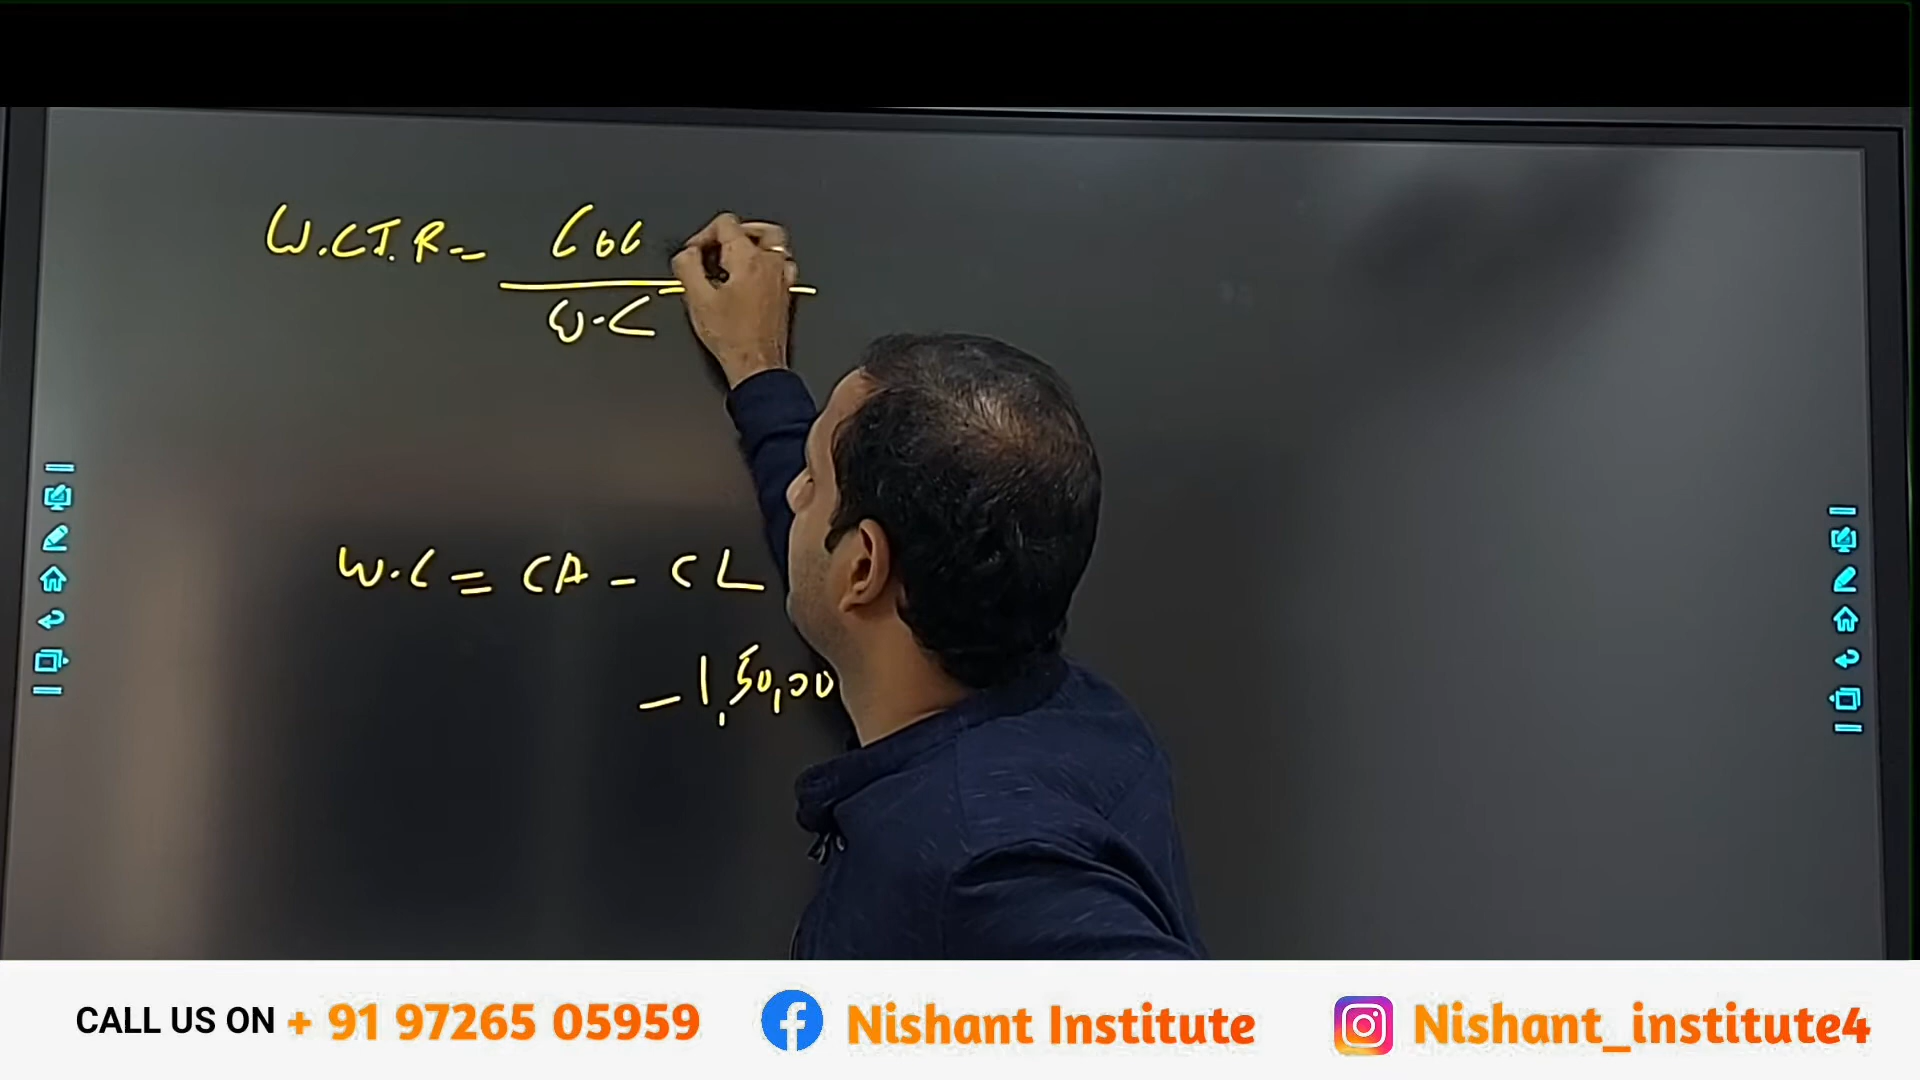 W.C.T.R =
COG
W.C
W.C = CA - CL
- 1,50,00
CALL US ON + 91 97265 05959 Nishant Institute Nishant_institute4